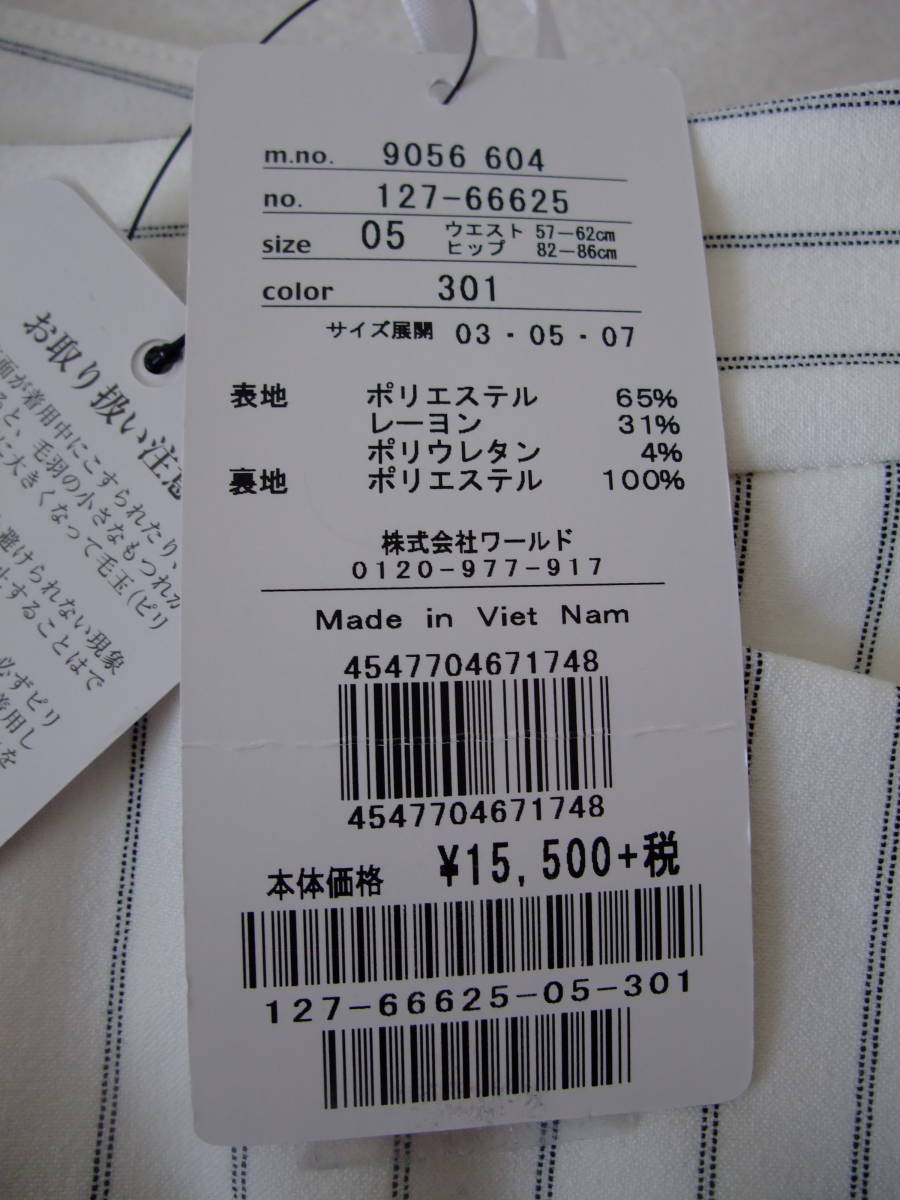 m.no. 9056 604
no. 127-66625
size 05 ウエスト 57-62cm
ヒップ 82-86cm
color 301
サイズ展開 03・05・07
表地 ポリエステル 65%
レーヨン 31%
ポリウレタン 4%
裏地 ポリエステル 100%
株式会社ワールド
0120-977-917
Made in Viet Nam
4547704671748
4547704671748
本体価格 ¥15,500+税
127-66625-05-301
お取り扱い注意
面が着用中にこすられたり、
ると、毛羽の小さなもつれが
に大きくなって毛玉(ピリ
避けられない現象
止することはで
必ずピリ
着用し
を